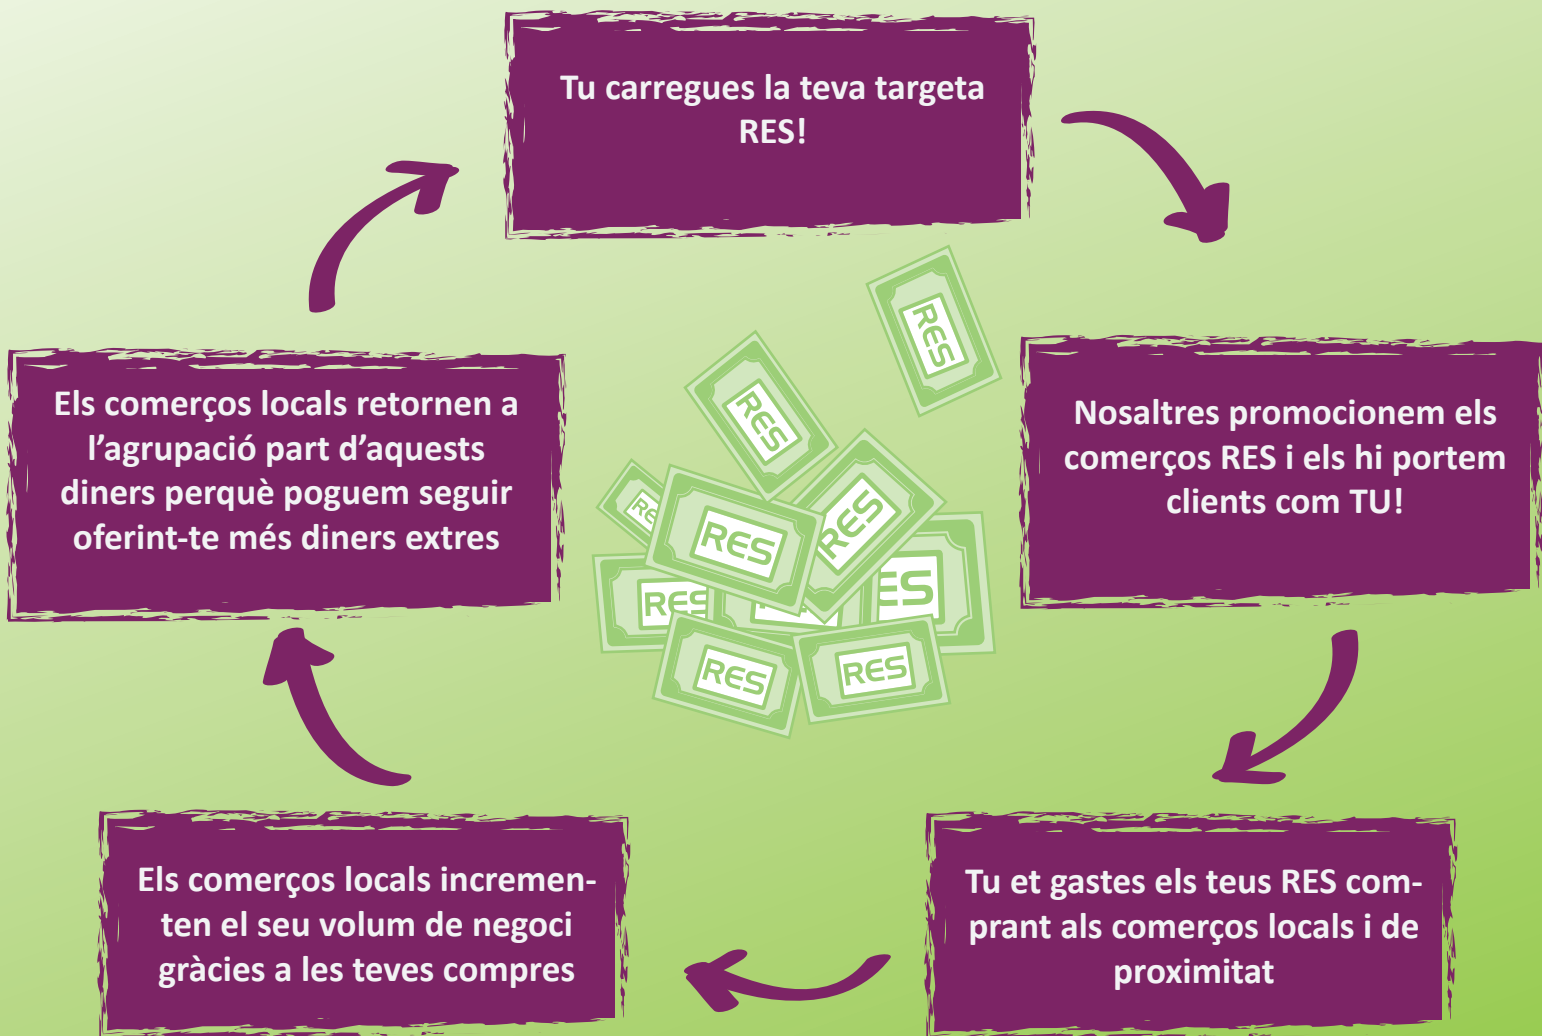 Tu carregues la teva targeta
RES!
Nosaltres promocionem els
comerços RES i els hi portem
clients com TU!
Tu et gastes els teus RES com-
prant als comerços locals i de
proximitat
Els comerços locals incremen-
ten el seu volum de negoci
gràcies a les teves compres
Els comerços locals retornen a
l’agrupació part d’aquests
diners perquè poguem seguir
oferint-te més diners extres
RES
RES
RES
RES
RES
RES
RES